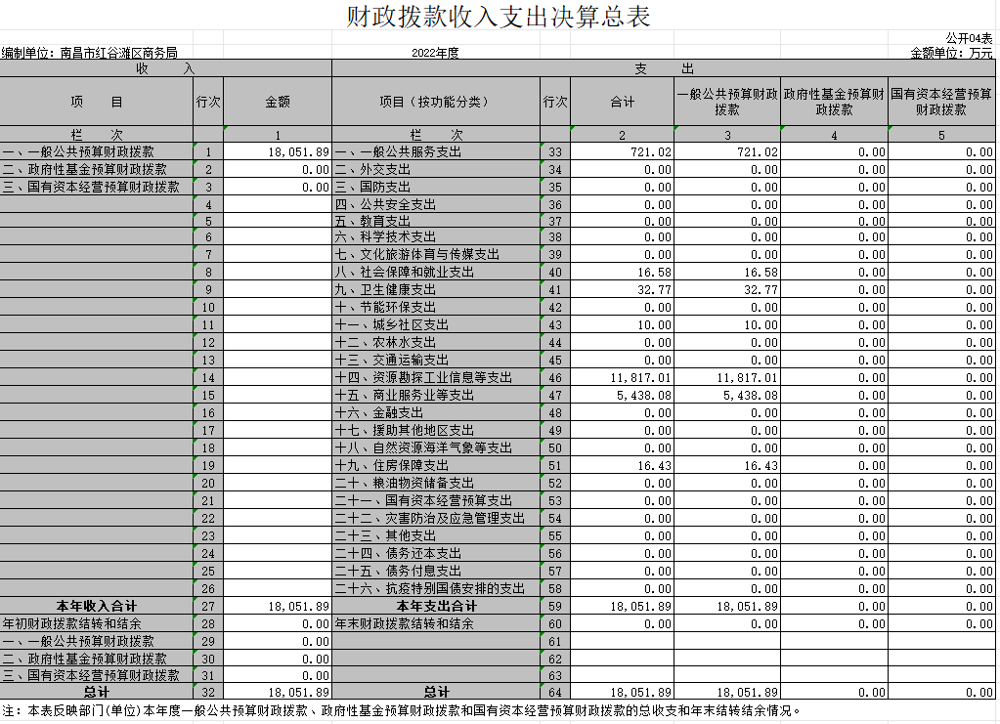 财政拨款收入支出决算总表
公开04表
编制单位：南昌市红谷滩区商务局 2022年度 金额单位：万元
收 入 支 出
项 目 行次 金额 项目（按功能分类） 行次 合计 一般公共预算财政拨款 政府性基金预算财政拨款 国有资本经营预算财政拨款
栏 次 1 栏 次 2 3 4 5
一、一般公共预算财政拨款 1 18,051.89 一、一般公共服务支出 33 721.02 721.02 0.00 0.00
二、政府性基金预算财政拨款 2 0.00 二、外交支出 34 0.00 0.00 0.00 0.00
三、国有资本经营预算财政拨款 3 0.00 三、国防支出 35 0.00 0.00 0.00 0.00
4 四、公共安全支出 36 0.00 0.00 0.00 0.00
5 五、教育支出 37 0.00 0.00 0.00 0.00
6 六、科学技术支出 38 0.00 0.00 0.00 0.00
7 七、文化旅游体育与传媒支出 39 0.00 0.00 0.00 0.00
8 八、社会保障和就业支出 40 16.58 16.58 0.00 0.00
9 九、卫生健康支出 41 32.77 32.77 0.00 0.00
10 十、节能环保支出 42 0.00 0.00 0.00 0.00
11 十一、城乡社区支出 43 10.00 10.00 0.00 0.00
12 十二、农林水支出 44 0.00 0.00 0.00 0.00
13 十三、交通运输支出 45 0.00 0.00 0.00 0.00
14 十四、资源勘探工业信息等支出 46 11,817.01 11,817.01 0.00 0.00
15 十五、商业服务业等支出 47 5,438.08 5,438.08 0.00 0.00
16 十六、金融支出 48 0.00 0.00 0.00 0.00
17 十七、援助其他地区支出 49 0.00 0.00 0.00 0.00
18 十八、自然资源海洋气象等支出 50 0.00 0.00 0.00 0.00
19 十九、住房保障支出 51 16.43 16.43 0.00 0.00
20 二十、粮油物资储备支出 52 0.00 0.00 0.00 0.00
21 二十一、国有资本经营预算支出 53 0.00 0.00 0.00 0.00
22 二十二、灾害防治及应急管理支出 54 0.00 0.00 0.00 0.00
23 二十三、其他支出 55 0.00 0.00 0.00 0.00
24 二十四、债务还本支出 56 0.00 0.00 0.00 0.00
25 二十五、债务付息支出 57 0.00 0.00 0.00 0.00
26 二十六、抗疫特别国债安排的支出 58 0.00 0.00 0.00 0.00
本年收入合计 27 18,051.89 本年支出合计 59 18,051.89 18,051.89 0.00 0.00
年初财政拨款结转和结余 28 0.00 年末财政拨款结转和结余 60 0.00 0.00 0.00 0.00
一、一般公共预算财政拨款 29 0.00 61
二、政府性基金预算财政拨款 30 0.00 62
三、国有资本经营预算财政拨款 31 0.00 63
总计 32 18,051.89 总计 64 18,051.89 18,051.89 0.00 0.00
注：本表反映部门(单位)本年度一般公共预算财政拨款、政府性基金预算财政拨款和国有资本经营预算财政拨款的总收支和年末结转结余情况。